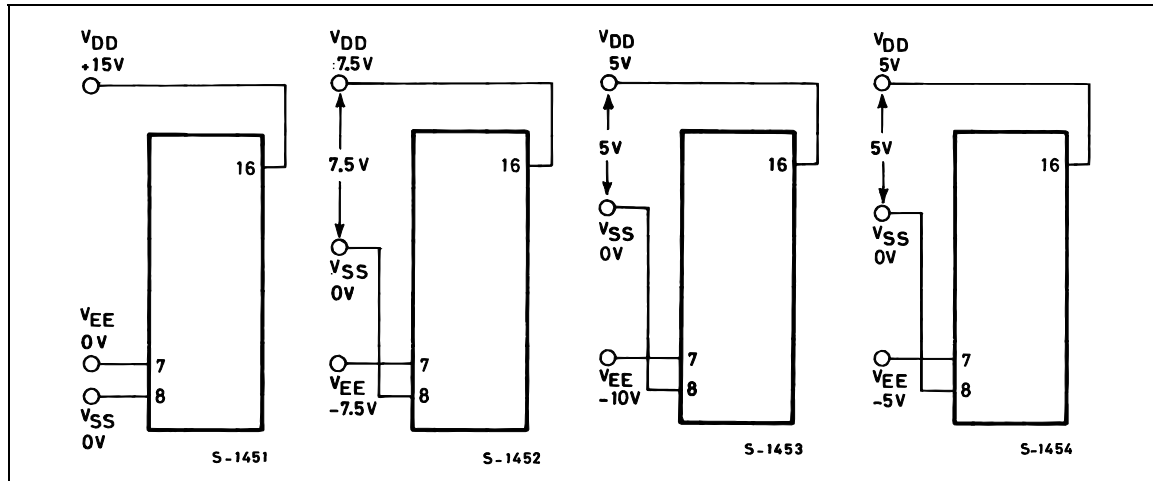 VDD
+15V
16
VEE
0V
7
8
VSS
0V
S-1451
VDD
:7.5V
7.5V
16
VSS
0V
7
VEE
-7.5V
8
S-1452
VDD
5V
5V
16
VSS
0V
7
VEE
-10V
8
S-1453
VDD
5V
5V
16
VSS
0V
7
VEE
-5V
8
S-1454